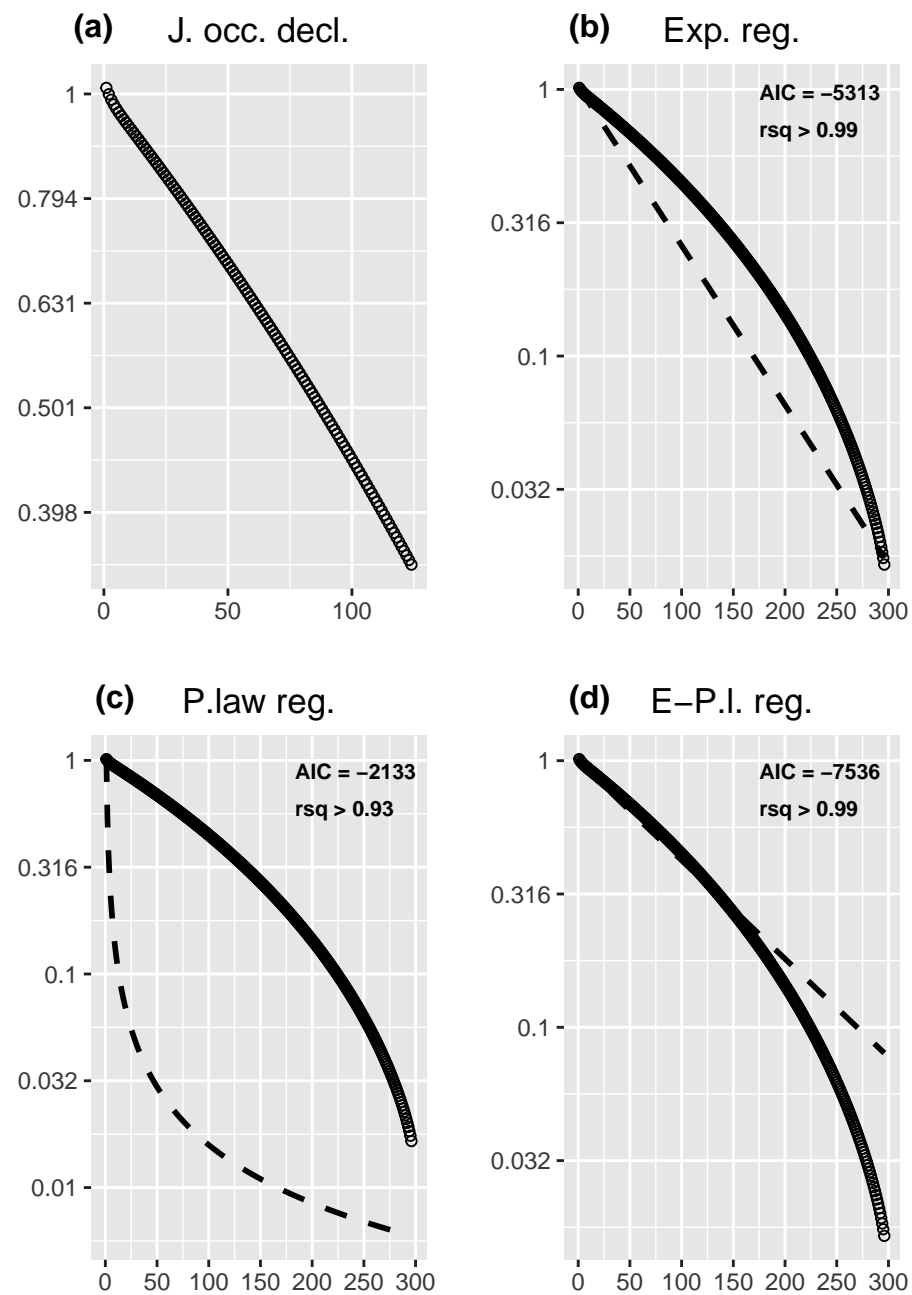 (a) J. occ. decl.
1
0.794
0.631
0.501
0.398
0 50 100
(b) Exp. reg.
AIC = −5313
rsq > 0.99
1
0.316
0.1
0.032
0 50 100 150 200 250 300
(c) P.law reg.
AIC = −2133
rsq > 0.93
1
0.316
0.1
0.032
0.01
0 50 100 150 200 250 300
(d) E−P.l. reg.
AIC = −7536
rsq > 0.99
1
0.316
0.1
0.032
0 50 100 150 200 250 300